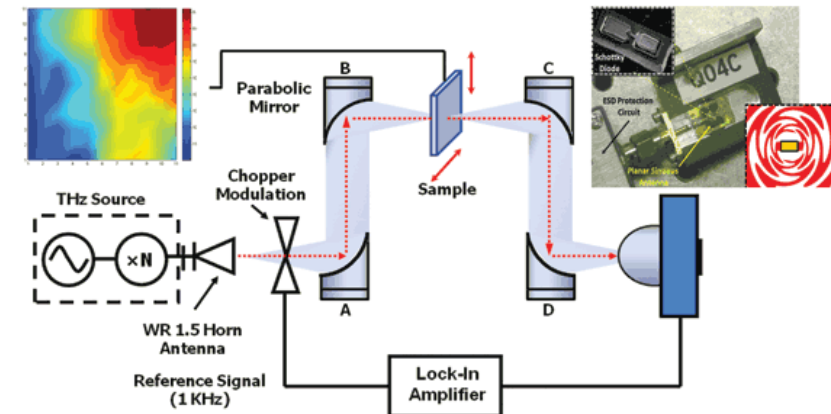 B
C
Parabolic
Mirror
Schottky
Diode
J04C
ESD Protection
Circuit
Planar Sinuous
Antenna
Chopper
Modulation
Sample
THz Source
×N
A
D
WR 1.5 Horn
Antenna
Reference Signal
(1 KHz)
Lock-In
Amplifier